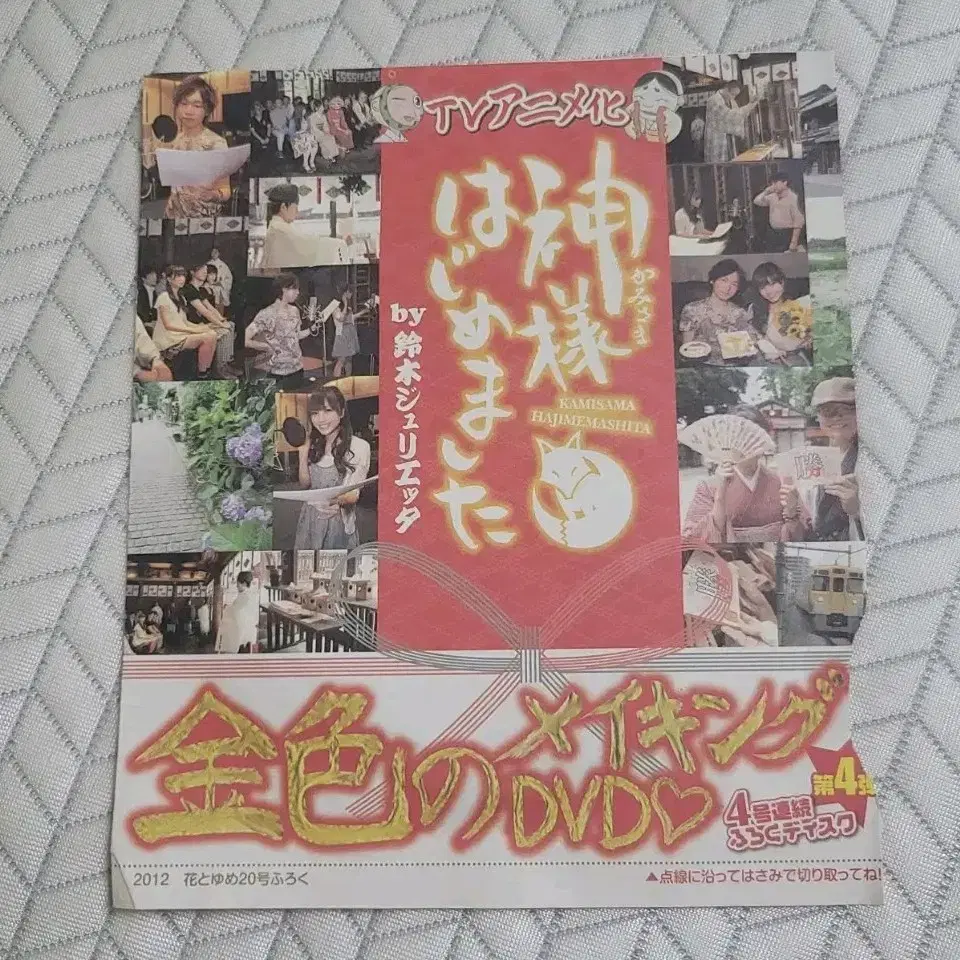 TVアニメ化
神様
かみさま
はじめました
KAMISAMA
HAJIMEMASHITA
by 鈴木ジュリエッタ
金色のメイキング
DVD♡
第4弾
4号連続
ふろくディスク
2012 花とゆめ20号ふろく
▲点線に沿ってはさみで切り取ってね!